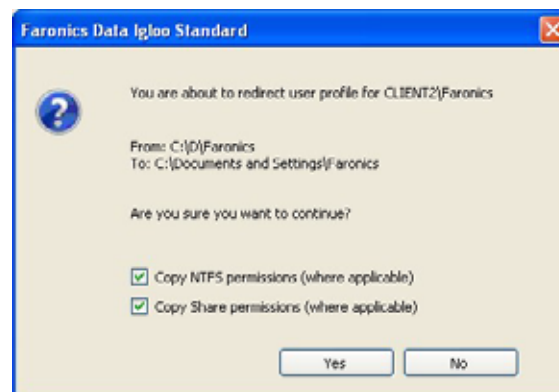 Faronics Data Igloo Standard
You are about to redirect user profile for CLIENT2\Faronics
From: C:\D\Faronics
To: C:\Documents and Settings\Faronics
Are you sure you want to continue?
Copy NTFS permissions (where applicable)
Copy Share permissions (where applicable)
Yes No